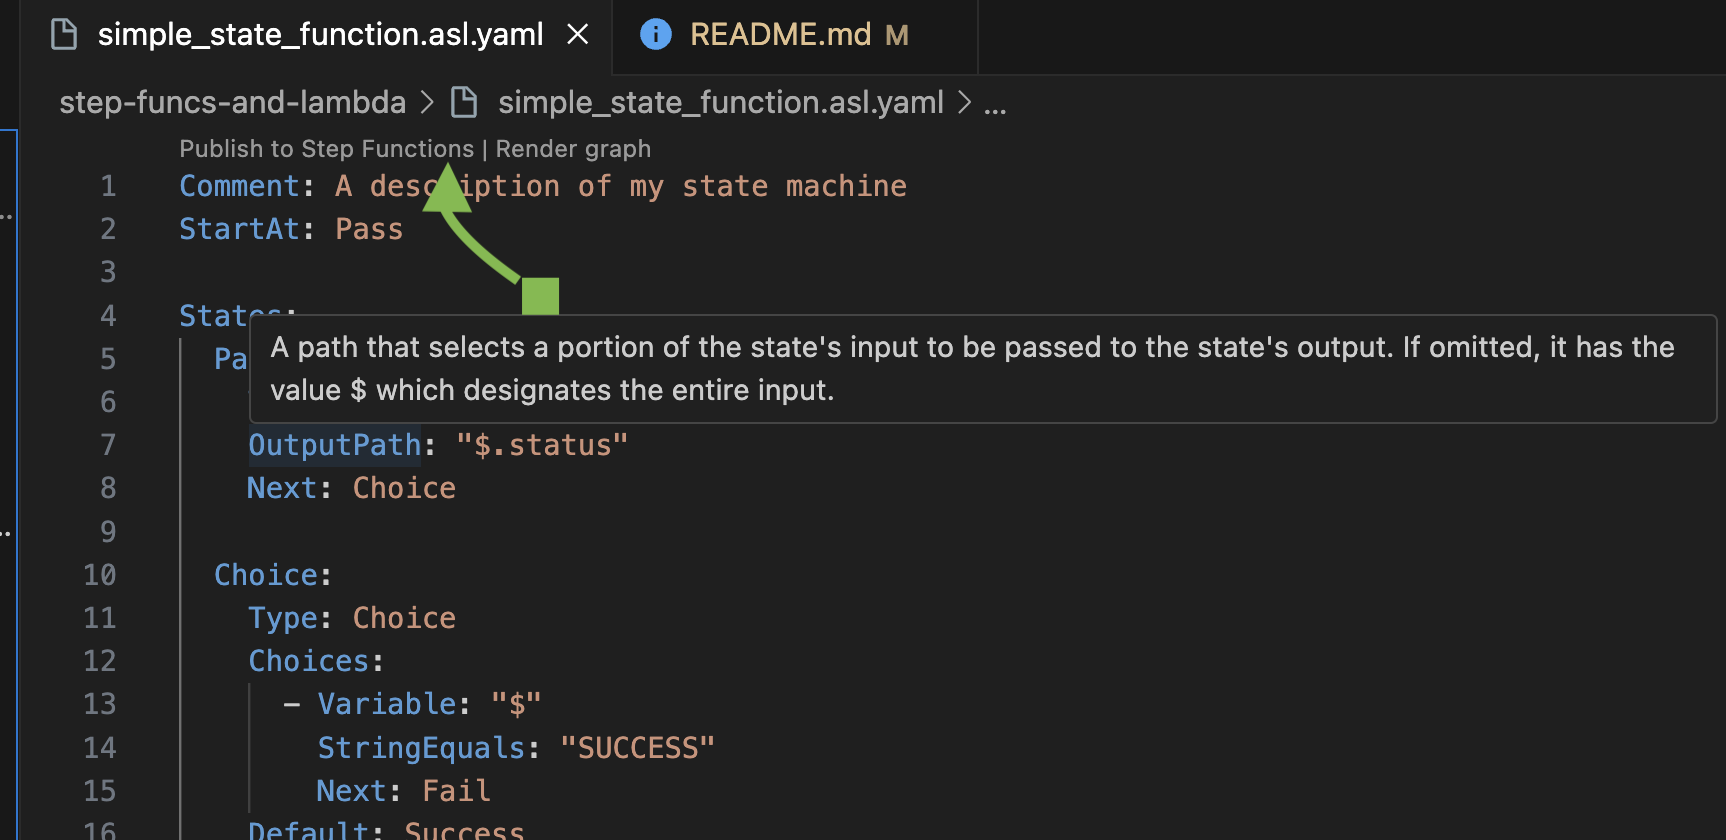 simple_state_function.asl.yaml × README.md M
step-funcs-and-lambda > simple_state_function.asl.yaml > ...
Publish to Step Functions | Render graph
1 Comment: A description of my state machine
2 StartAt: Pass
3
4 States:
A path that selects a portion of the state's input to be passed to the state's output. If omitted, it has the
value $ which designates the entire input.
5 Pa
6
7 OutputPath: "$.status"
8 Next: Choice
9
10 Choice:
11 Type: Choice
12 Choices:
13 - Variable: "$"
14 StringEquals: "SUCCESS"
15 Next: Fail
16 Default: Success